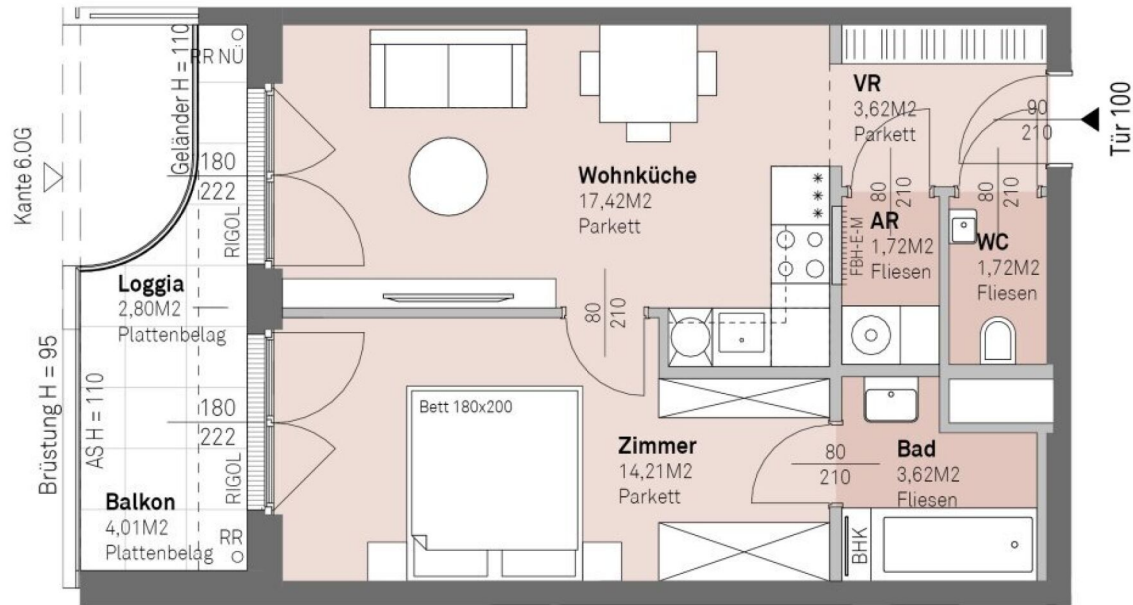 RR NÜ
Geländer H = 110
Kante 6.OG
180
222
RIGOL
Loggia
2,80M2
Plattenbelag
Brüstung H = 95
AS H = 110
180
222
RIGOL
Balkon
4,01M2
Plattenbelag
RR
Wohnküche
17,42M2
Parkett
80
210
Bett 180x200
Zimmer
14,21M2
Parkett
VR
3,62M2
Parkett
90
210
Tür 100
80
210
80
210
FBH-E-M
AR
1,72M2
Fliesen
WC
1,72M2
Fliesen
80
210
Bad
3,62M2
Fliesen
BHK